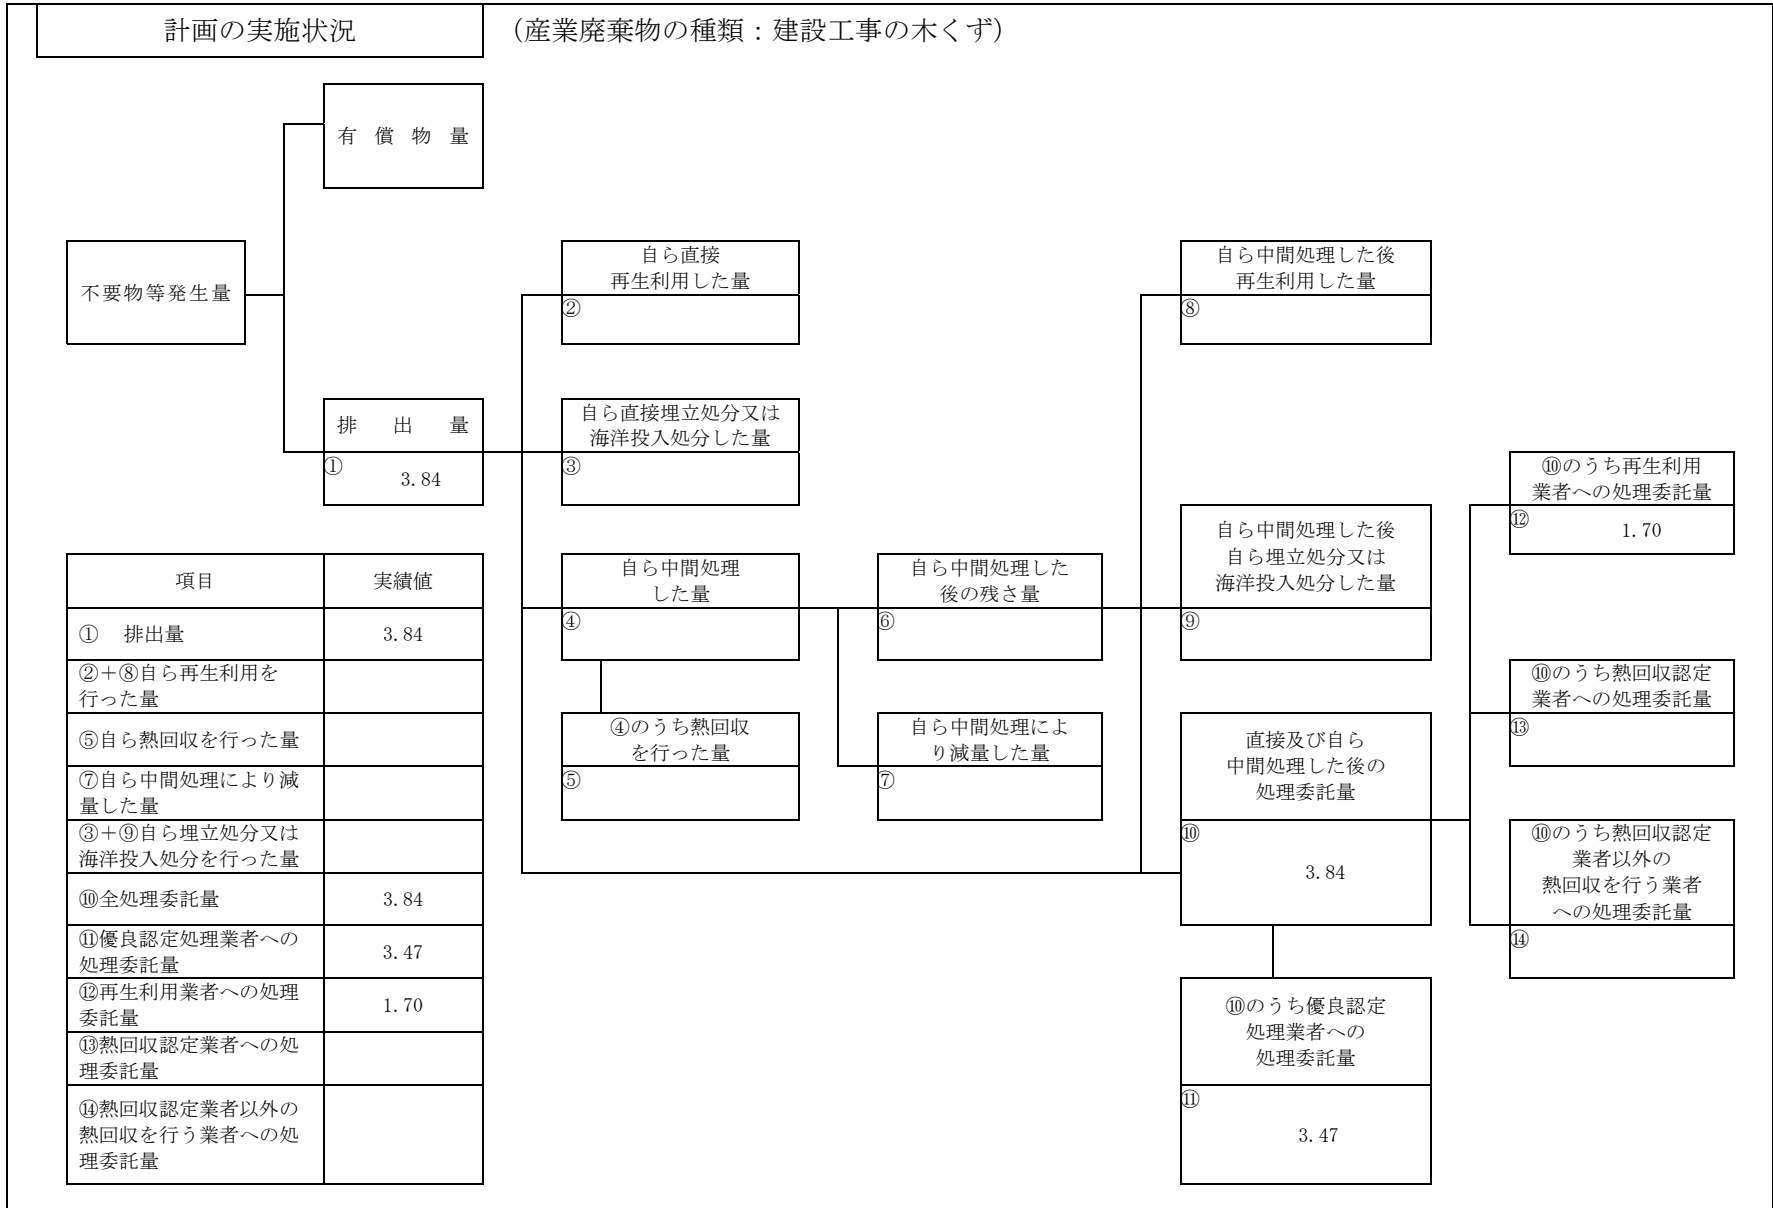 計画の実施状況
（産業廃棄物の種類：建設工事の木くず）
有償物量
不要物等発生量
排出量
①
3.84
自ら直接
再生利用した量
②
自ら直接埋立処分又は
海洋投入処分した量
③
自ら中間処理
した量
④
④のうち熱回収
を行った量
⑤
自ら中間処理した
後の残さ量
⑥
自ら中間処理によ
り減量した量
⑦
自ら中間処理した後
再生利用した量
⑧
自ら中間処理した後
自ら埋立処分又は
海洋投入処分した量
⑨
直接及び自ら
中間処理した後の
処理委託量
⑩
3.84
⑩のうち優良認定
処理業者への
処理委託量
⑪
3.47
⑩のうち再生利用
業者への処理委託量
⑫
1.70
⑩のうち熱回収認定
業者への処理委託量
⑬
⑩のうち熱回収認定
業者以外の
熱回収を行う業者
への処理委託量
⑭
項目 実績値
① 排出量 3.84
②＋⑧自ら再生利用を
行った量
⑤自ら熱回収を行った量
⑦自ら中間処理により減
量した量
③＋⑨自ら埋立処分又は
海洋投入処分を行った量
⑩全処理委託量 3.84
⑪優良認定処理業者への
処理委託量
3.47
⑫再生利用業者への処理
委託量
1.70
⑬熱回収認定業者への処
理委託量
⑭熱回収認定業者以外の
熱回収を行う業者への処
理委託量